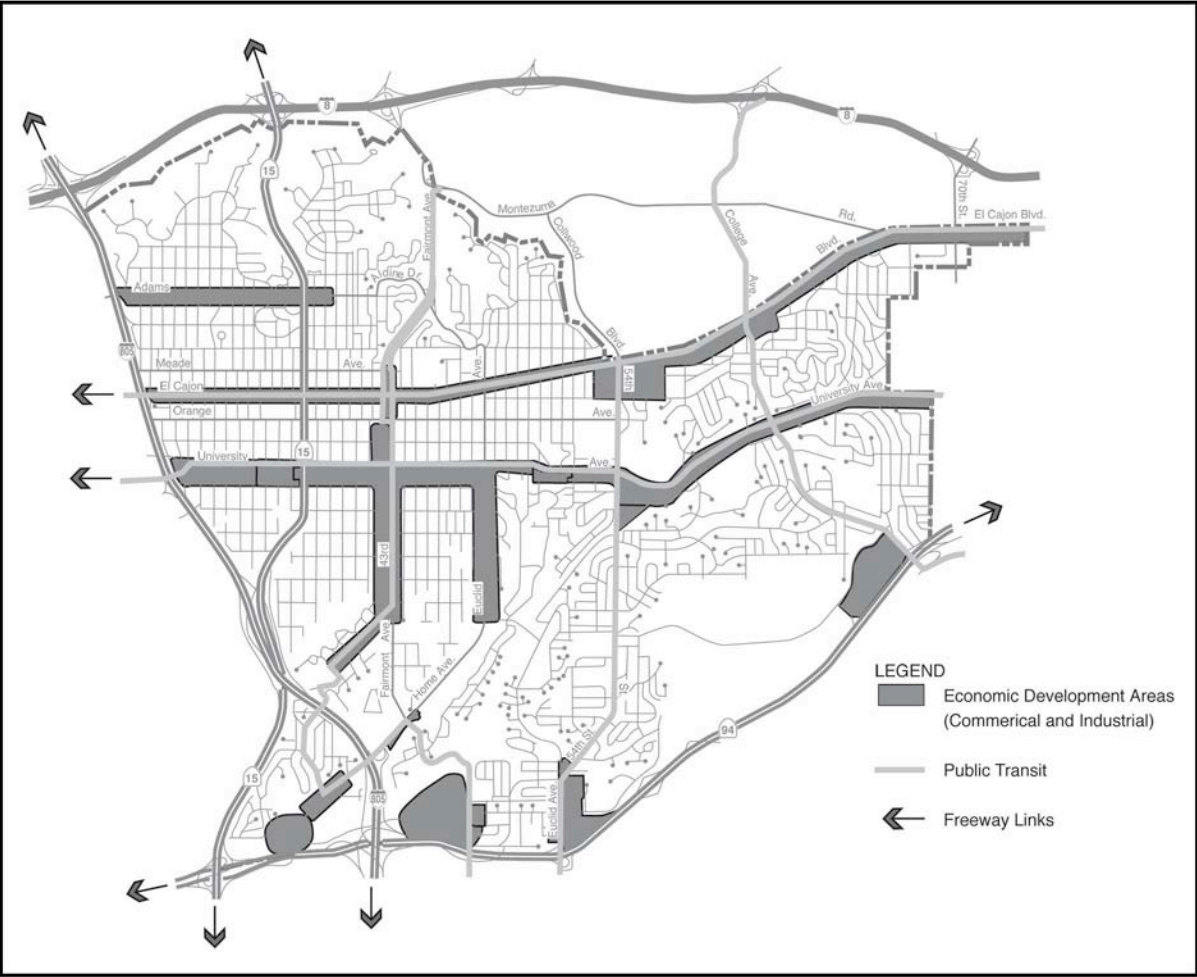 8
8
15
70th St.
Montezuma
Rd.
El Cajon Blvd.
Fairmont Ave.
Collwood
College
Blvd.
Aldine Dr.
Ave.
Adams
Blvd.
805
Meade
Ave.
Ave.
El Cajon
54th
University Ave.
Orange
Ave.
15
University
Ave.
43rd
Euclid
Fairmont Ave.
Home Ave.
St.
LEGEND
Economic Development Areas
(Commerical and Industrial)
94
54th St.
Public Transit
15
805
Euclid Ave.
Freeway Links